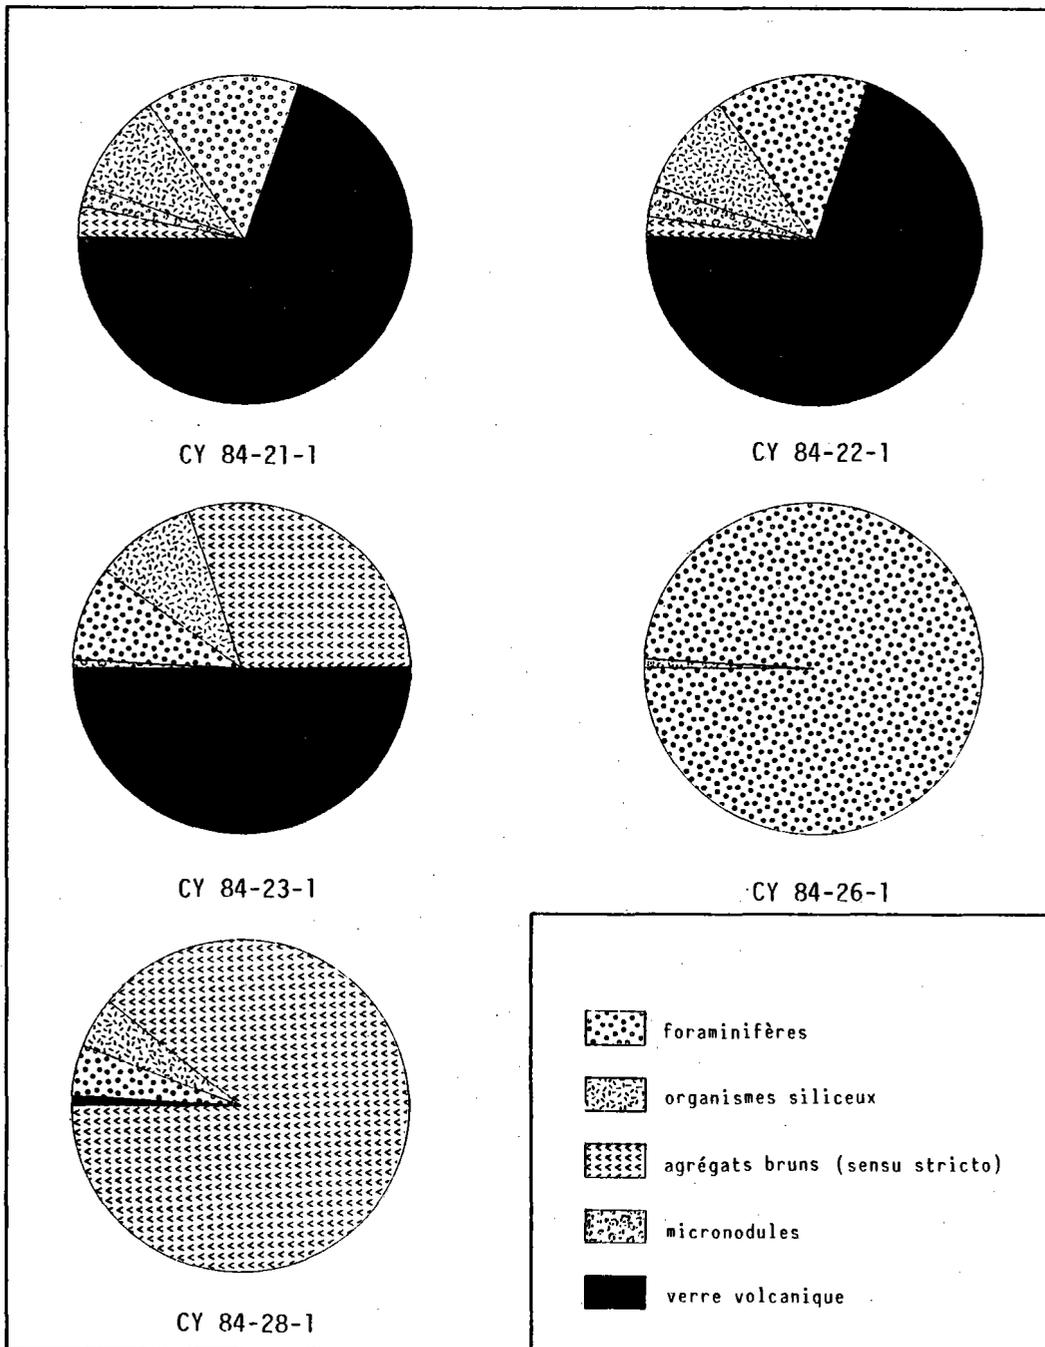 CY 84-21-1
CY 84-22-1
CY 84-23-1
CY 84-26-1
CY 84-28-1
foraminifères
organismes siliceux
agrégats bruns (sensu stricto)
micronodules
verre volcanique